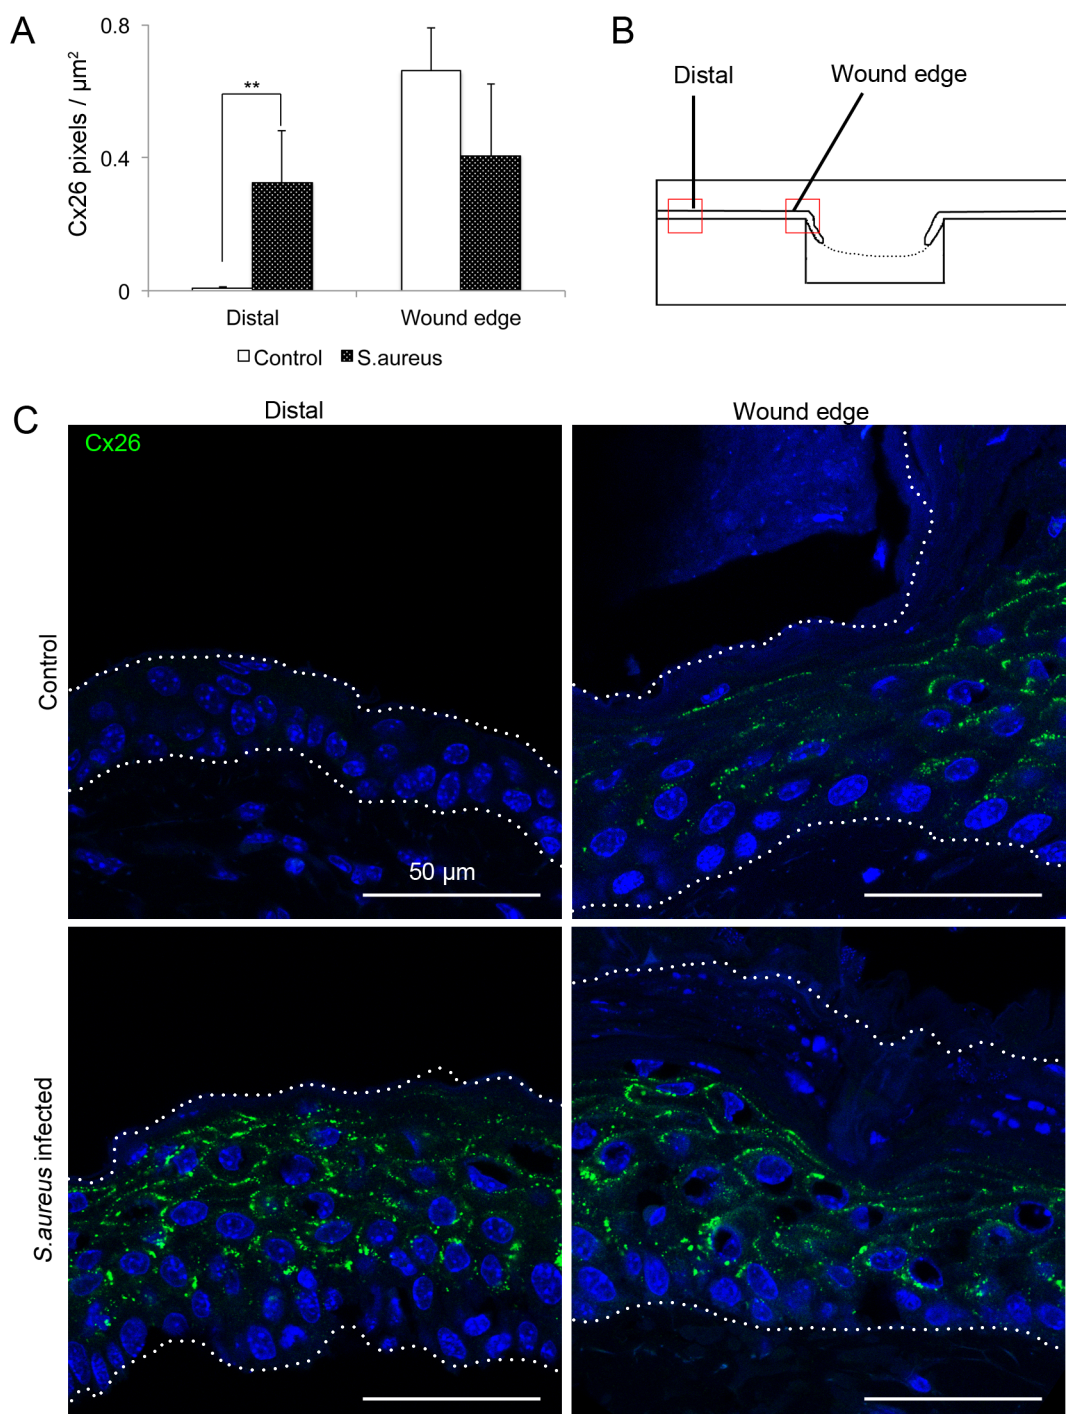 A
0.8
0.4
0
Cx26 pixels / µm²
**
Distal
Wound edge
Control
S.aureus
B
Distal
Wound edge
C
Distal
Wound edge
Cx26
Control
50 µm
S.aureus infected